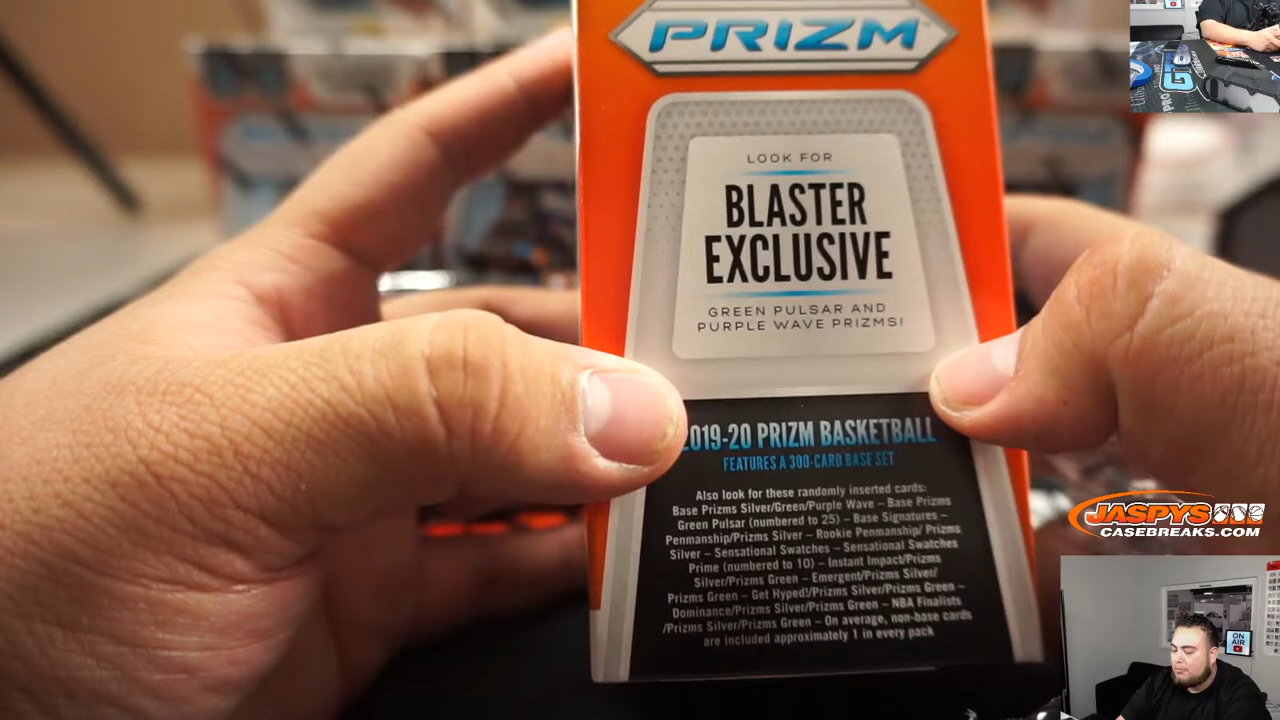 PRIZM
LOOK FOR
BLASTER
EXCLUSIVE
GREEN PULSAR AND
PURPLE WAVE PRIZMS!
2019-20 PRIZM BASKETBALL
FEATURES A 300-CARD BASE SET
Also look for these randomly inserted cards:
Base Prizms Silver/Green/Purple Wave – Base Prizms
Green Pulsar (numbered to 25) – Base Signatures –
Penmanship/Prizms Silver – Rookie Penmanship/ Prizms
Silver – Sensational Swatches – Sensational Swatches
Prime (numbered to 10) – Instant Impact/Prizms
Silver/Prizms Green – Emergent/Prizms Silver/
Prizms Green – Get Hyped!/Prizms Silver/Prizms Green –
Dominance/Prizms Silver/Prizms Green – NBA Finalists
/Prizms Silver/Prizms Green – On average, non-base cards
are included approximately 1 in every pack
JASPYS
CASEBREAKS.COM
ON
AIR